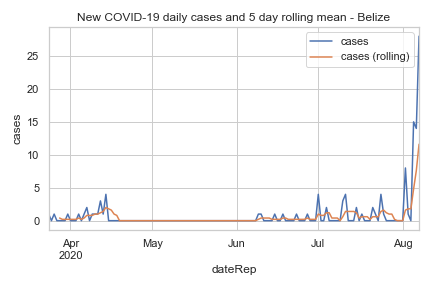 New COVID-19 daily cases and 5 day rolling mean - Belize
cases
cases (rolling)
cases
25
20
15
10
5
0
Apr
2020
May
Jun
Jul
Aug
dateRep